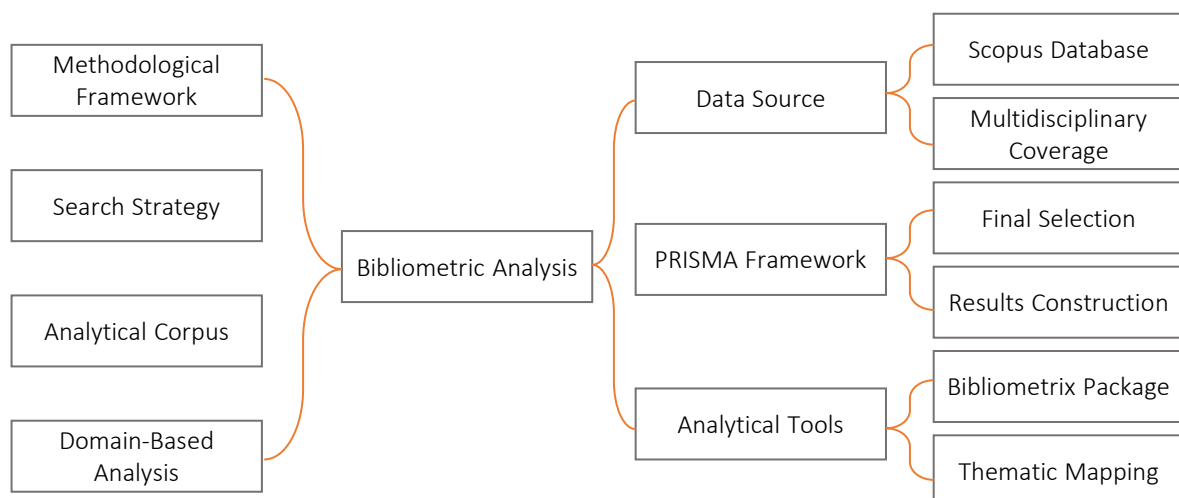 Methodological
Framework
Search Strategy
Analytical Corpus
Domain-Based
Analysis
Bibliometric Analysis
Data Source
PRISMA Framework
Analytical Tools
Scopus Database
Multidisciplinary
Coverage
Final Selection
Results Construction
Bibliometrix Package
Thematic Mapping